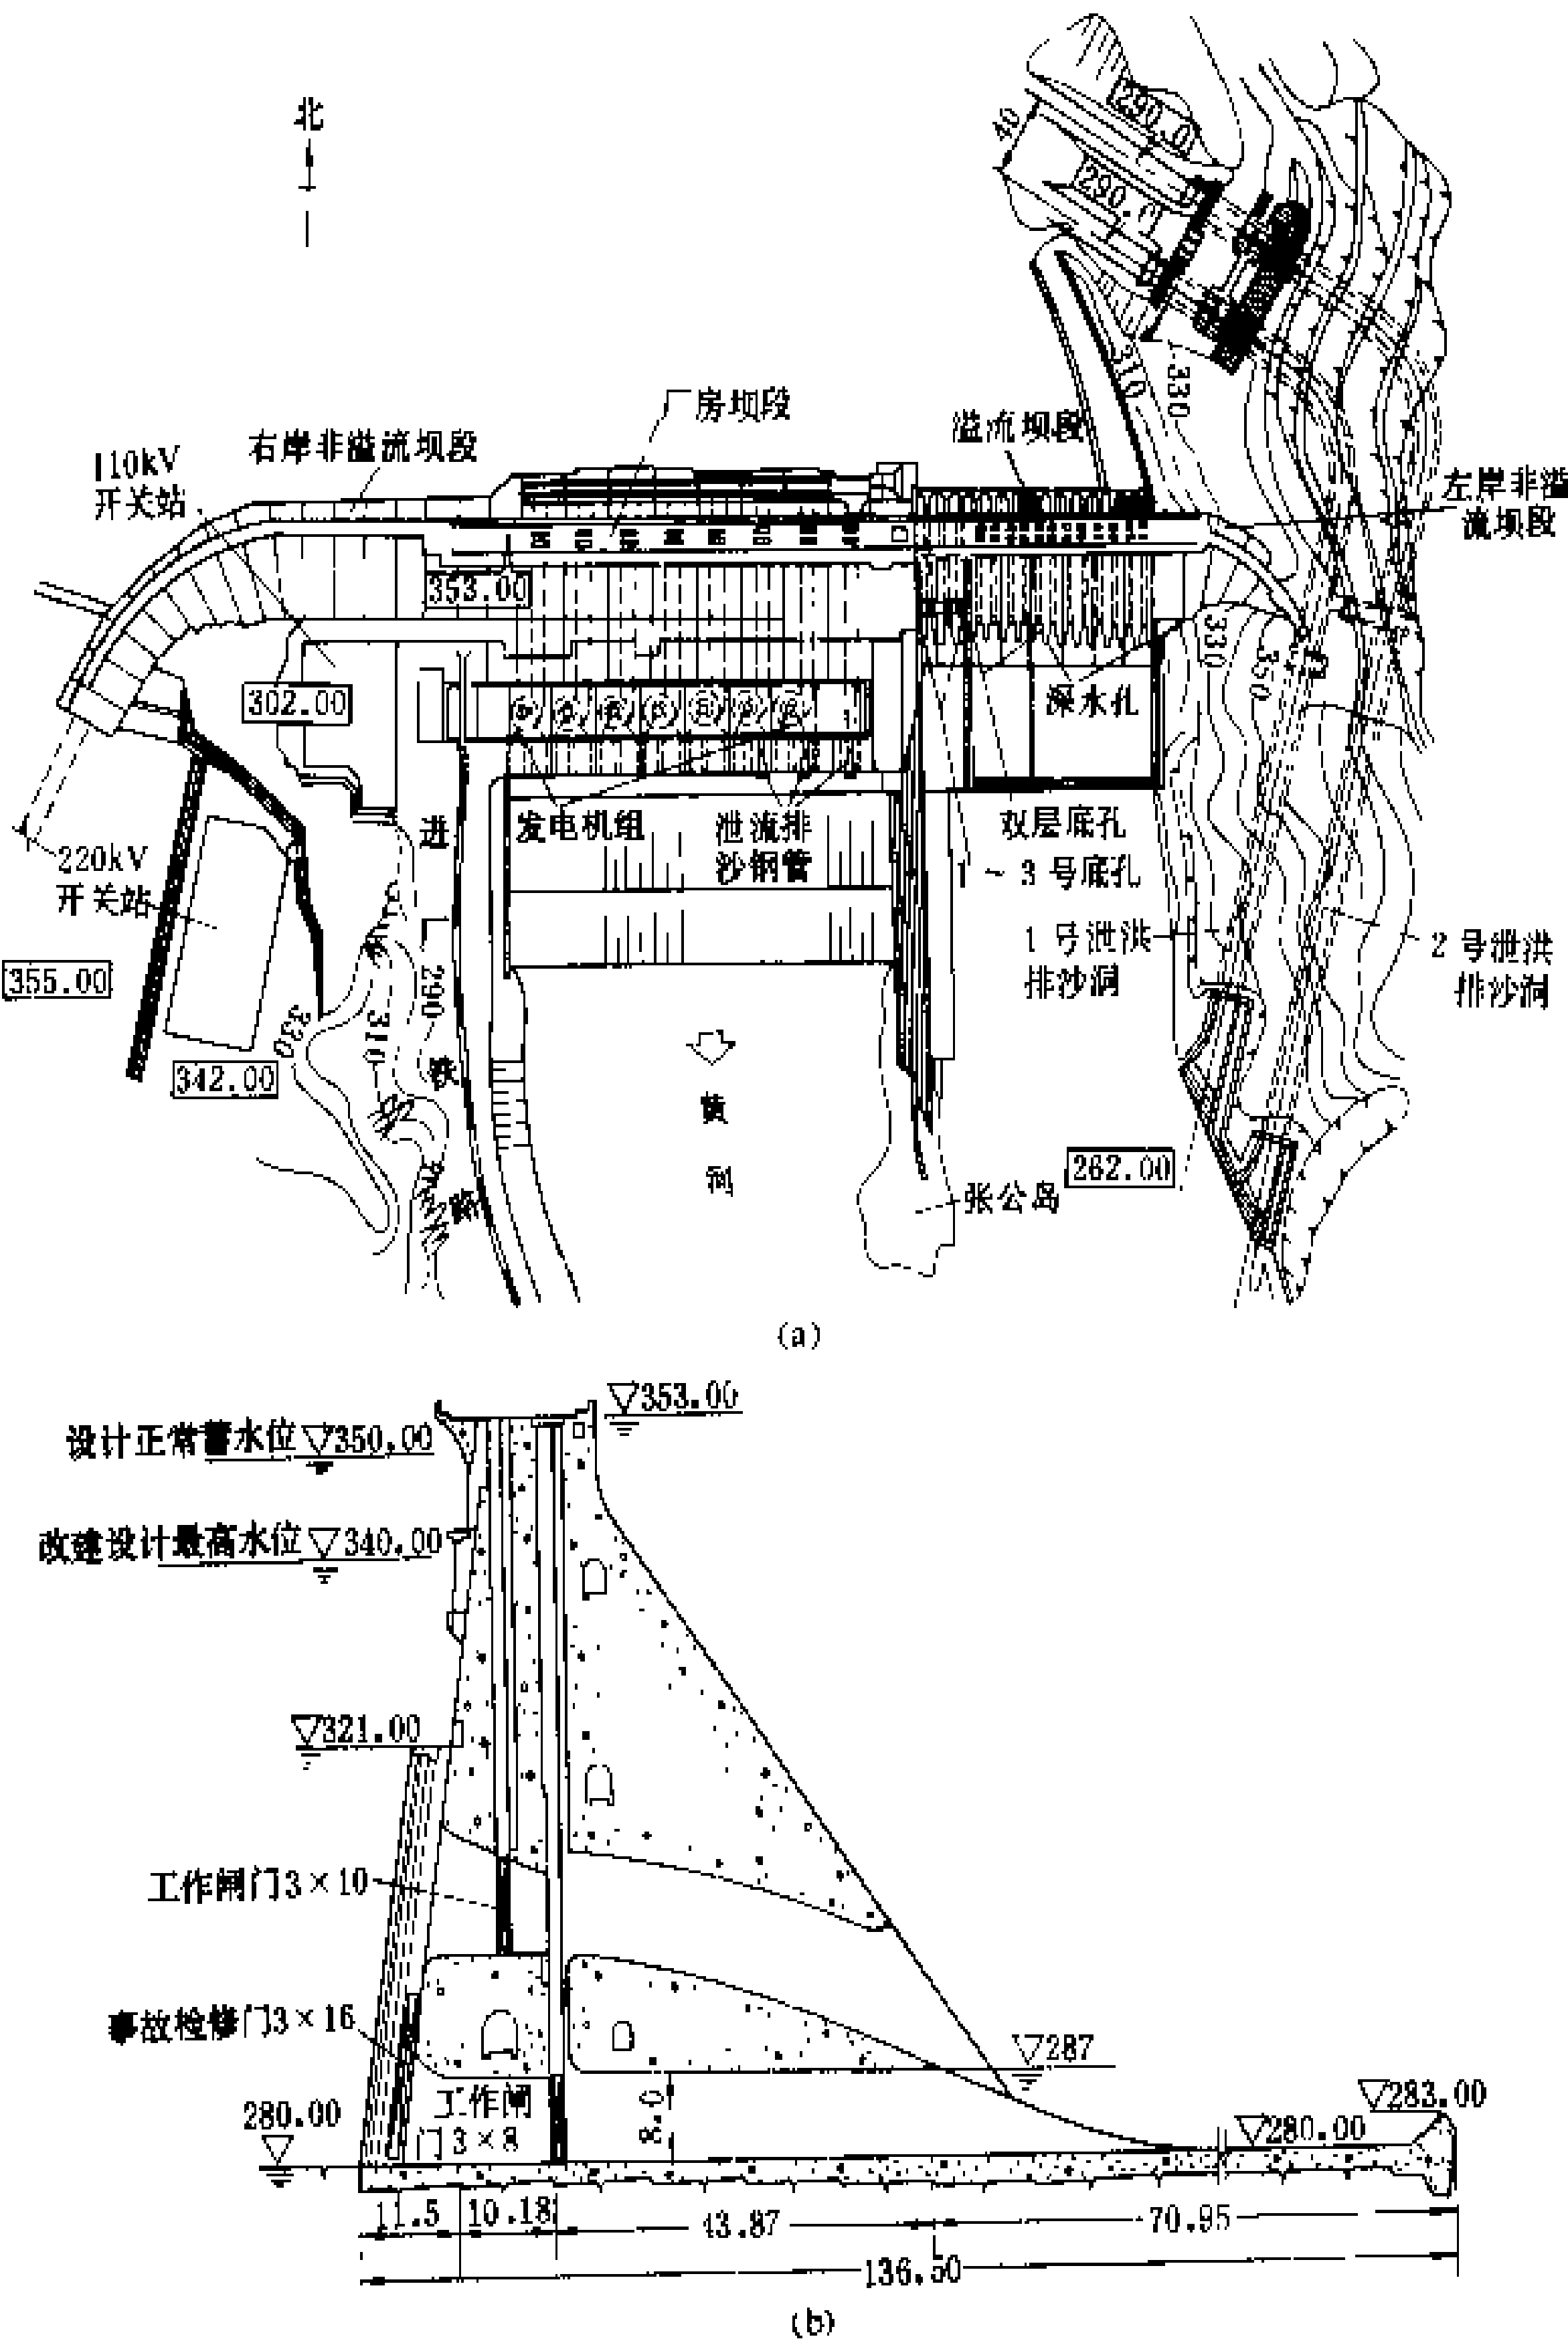 北
40
290.0
290.0
310
330
厂房坝段
溢流坝段
右岸非溢流坝段
110kV
开关站
左岸非溢
流坝段
353.00
330
350
302.00
深水孔
进
厂
铁
路
发电机组
泄流排
沙钢管
双层底孔
1～3号底孔
220kV
开关站
1号泄洪
排沙洞
2号泄洪
排沙洞
355.00
290
330
310
342.00
黄
河
262.00
张公岛
(a)
353.00
设计正常蓄水位 350.00
改建设计最高水位 340.00
321.00
工作闸门3×10
事故检修门3×16
287
工作闸
门3×8
8.0
280.00
283.00
280.00
11.5
10.18
43.87
70.95
136.50
(b)